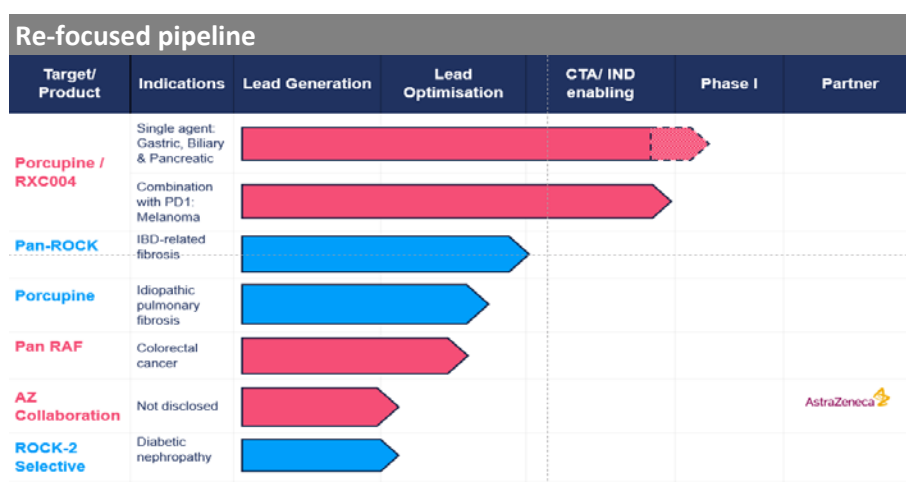 Re-focused pipeline
Target/
Product
Indications
Lead Generation
Lead
Optimisation
CTA/ IND
enabling
Phase I
Partner
Porcupine /
RXC004
Single agent:
Gastric, Biliary
& Pancreatic
Combination
with PD1:
Melanoma
Pan-ROCK
IBD-related
fibrosis
Porcupine
Idiopathic
pulmonary
fibrosis
Pan RAF
Colorectal
cancer
AZ
Collaboration
Not disclosed
AstraZeneca
ROCK-2
Selective
Diabetic
nephropathy